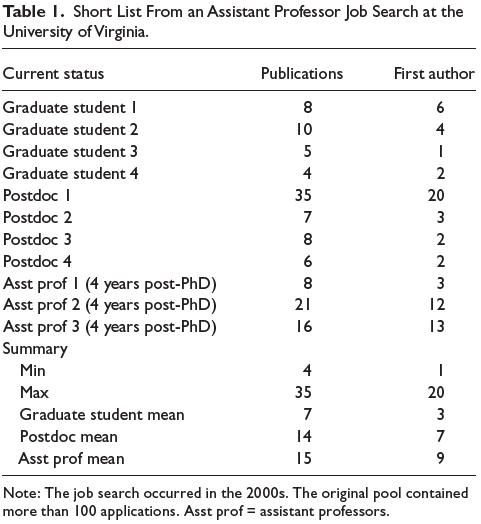 Table 1. Short List From an Assistant Professor Job Search at the
University of Virginia.
Current status Publications First author
Graduate student 1 8 6
Graduate student 2 10 4
Graduate student 3 5 1
Graduate student 4 4 2
Postdoc 1 35 20
Postdoc 2 7 3
Postdoc 3 8 2
Postdoc 4 6 2
Asst prof 1 (4 years post-PhD) 8 3
Asst prof 2 (4 years post-PhD) 21 12
Asst prof 3 (4 years post-PhD) 16 13
Summary
Min 4 1
Max 35 20
Graduate student mean 7 3
Postdoc mean 14 7
Asst prof mean 15 9
Note: The job search occurred in the 2000s. The original pool contained
more than 100 applications. Asst prof = assistant professors.